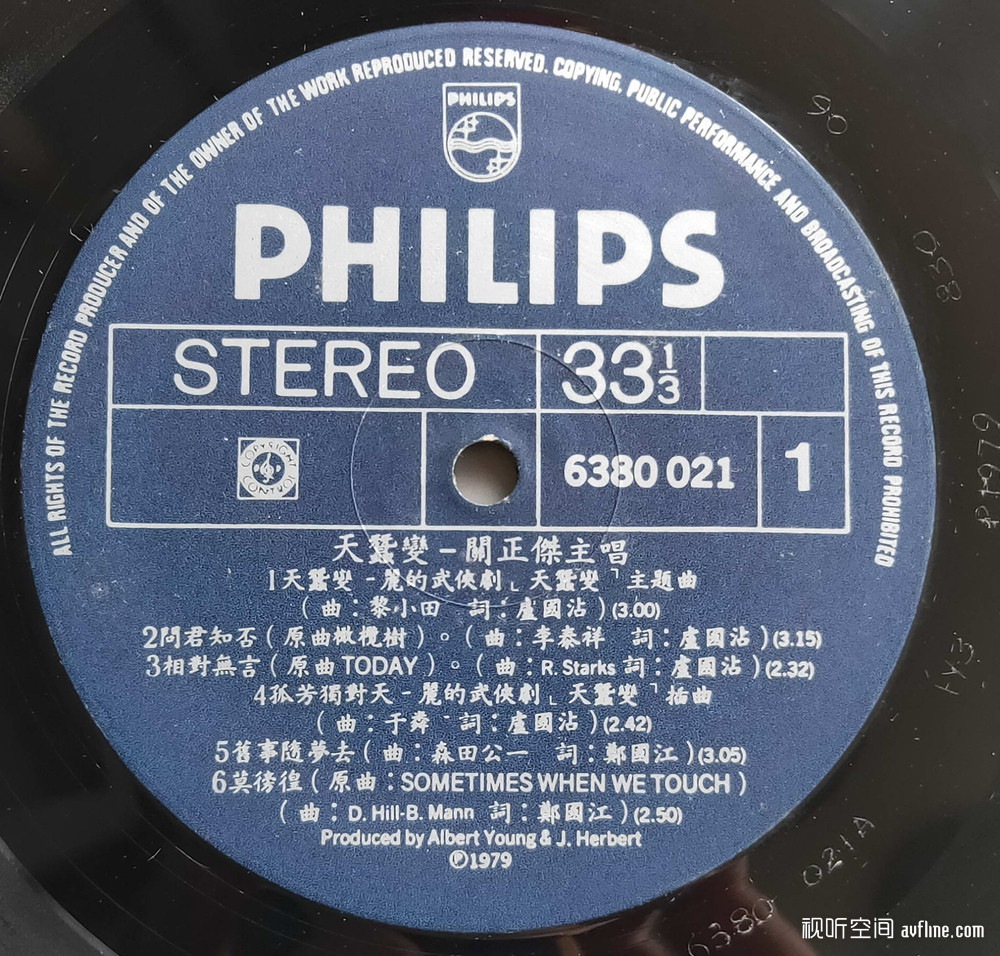 ALL RIGHTS OF THE RECORD PRODUCER AND OF THE OWNER OF THE WORK REPRODUCED RESERVED. COPYING, PUBLIC PERFORMANCE AND BROADCASTING OF THIS RECORD PROHIBITED
PHILIPS
PHILIPS
STEREO 33⅓
COPYRIGHT CONTROL
6380 021 1
天蠶變-關正傑主唱
1天蠶變-麗的武俠劇」天蠶變「主題曲
(曲:黎小田 詞:盧國沾)(3.00)
2問君知否(原曲橄欖樹)。(曲:李泰祥 詞:盧國沾)(3.15)
3相對無言(原曲TODAY)。(曲:R. Starks 詞:盧國沾)(2.32)
4孤芳獨對天-麗的武俠劇」天蠶變「插曲
(曲:于粦 詞:盧國沾)(2.42)
5舊事隨夢去(曲:森田公一 詞:鄭國江)(3.05)
6莫徬徨(原曲:SOMETIMES WHEN WE TOUCH)
(曲:D. Hill-B. Mann 詞:鄭國江)(2.50)
Produced by Albert Young & J. Herbert
℗1979
6380 021A
视听空间 avfline.com